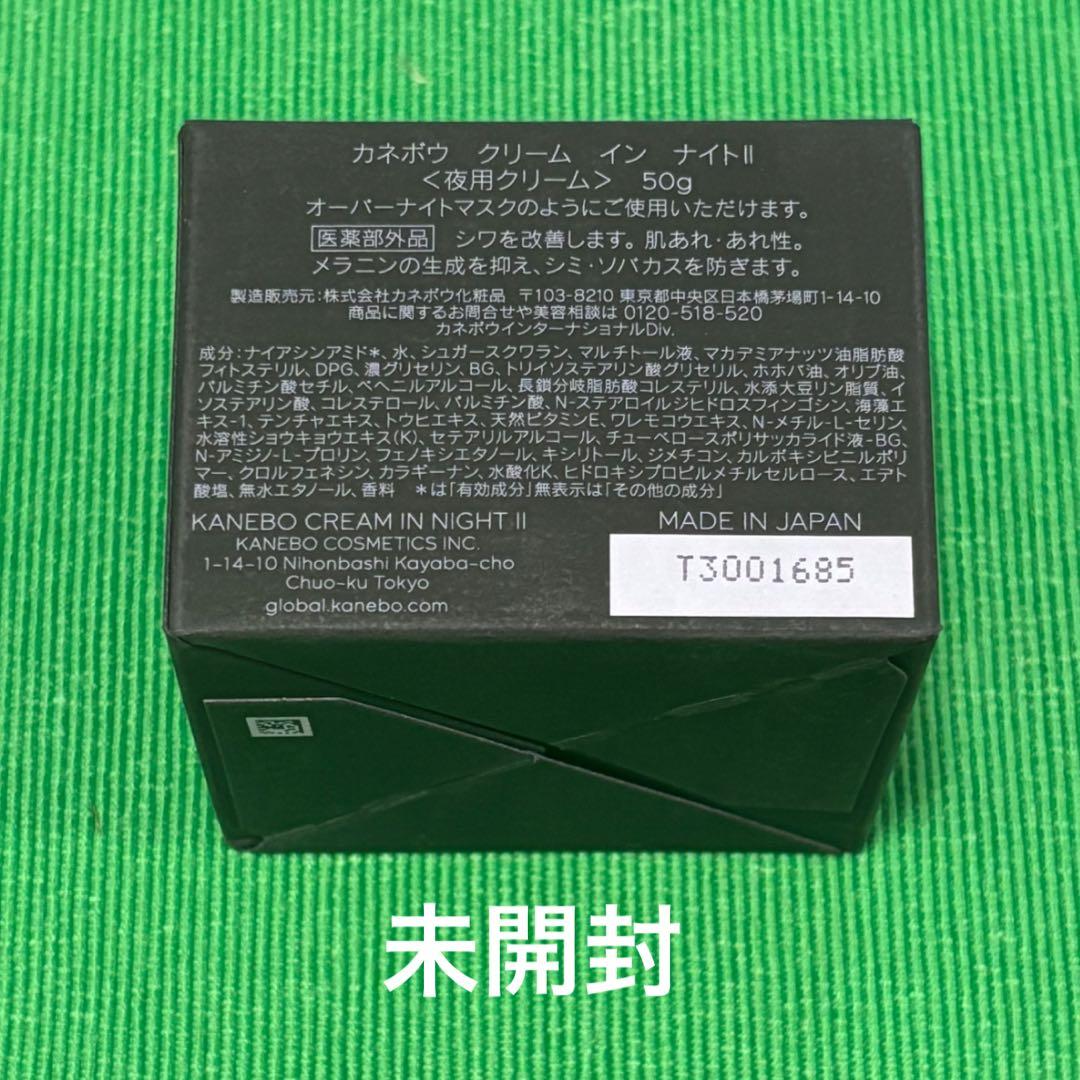 カネボウ クリーム イン ナイトII
<夜用クリーム> 50g
オーバーナイトマスクのようにご使用いただけます。
医薬部外品 シワを改善します。肌あれ・あれ性。
メラニンの生成を抑え、シミ・ソバカスを防ぎます。
製造販売元:株式会社カネボウ化粧品 〒103-8210 東京都中央区日本橋茅場町1-14-10
商品に関するお問合せや美容相談は 0120-518-520
カネボウインターナショナルDiv.
成分:ナイアシンアミド*、水、シュガースクワラン、マルチトール液、マカデミアナッツ油脂肪酸
フィトステリル、DPG、濃グリセリン、BG、トリイソステアリン酸グリセリル、ホホバ油、オリブ油、
パルミチン酸セチル、ベヘニルアルコール、長鎖分岐脂肪酸コレステリル、水添大豆リン脂質、イ
ソステアリン酸、コレステロール、パルミチン酸、N-ステアロイルジヒドロスフィンゴシン、海藻エ
キス-1、テンチャエキス、トウヒエキス、天然ビタミンE、ワレモコウエキス、N-メチル-L-セリン、
水溶性ショウキョウエキス(K)、セテアリルアルコール、チューベロースポリサッカライド液-BG、
N-アミジノ-L-プロリン、フェノキシエタノール、キシリトール、ジメチコン、カルボキシビニルポリ
マー、クロルフェネシン、カラギーナン、水酸化K、ヒドロキシプロピルメチルセルロース、エデト
酸塩、無水エタノール、香料 *は「有効成分」無表示は「その他の成分」
KANEBO CREAM IN NIGHT II
KANEBO COSMETICS INC.
1-14-10 Nihonbashi Kayaba-cho
Chuo-ku Tokyo
global.kanebo.com
MADE IN JAPAN
T3001685
未開封